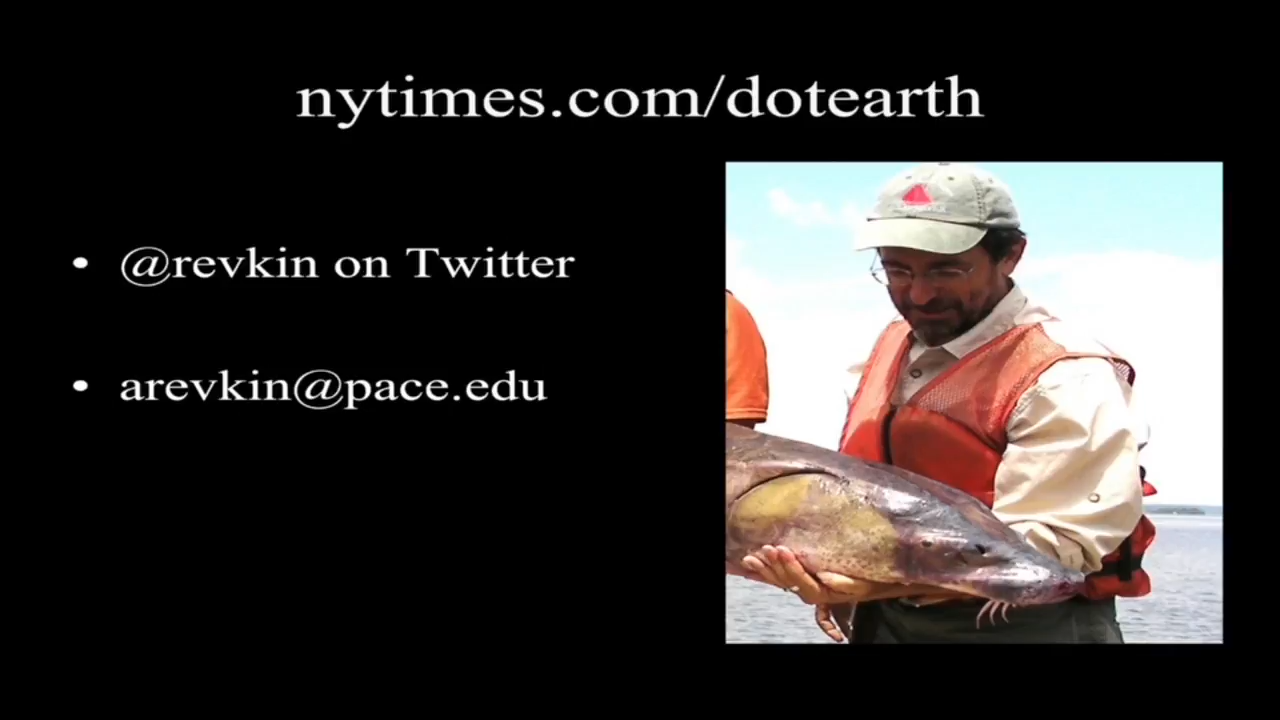 nytimes.com/dotearth
• @revkin on Twitter
• arevkin@pace.edu